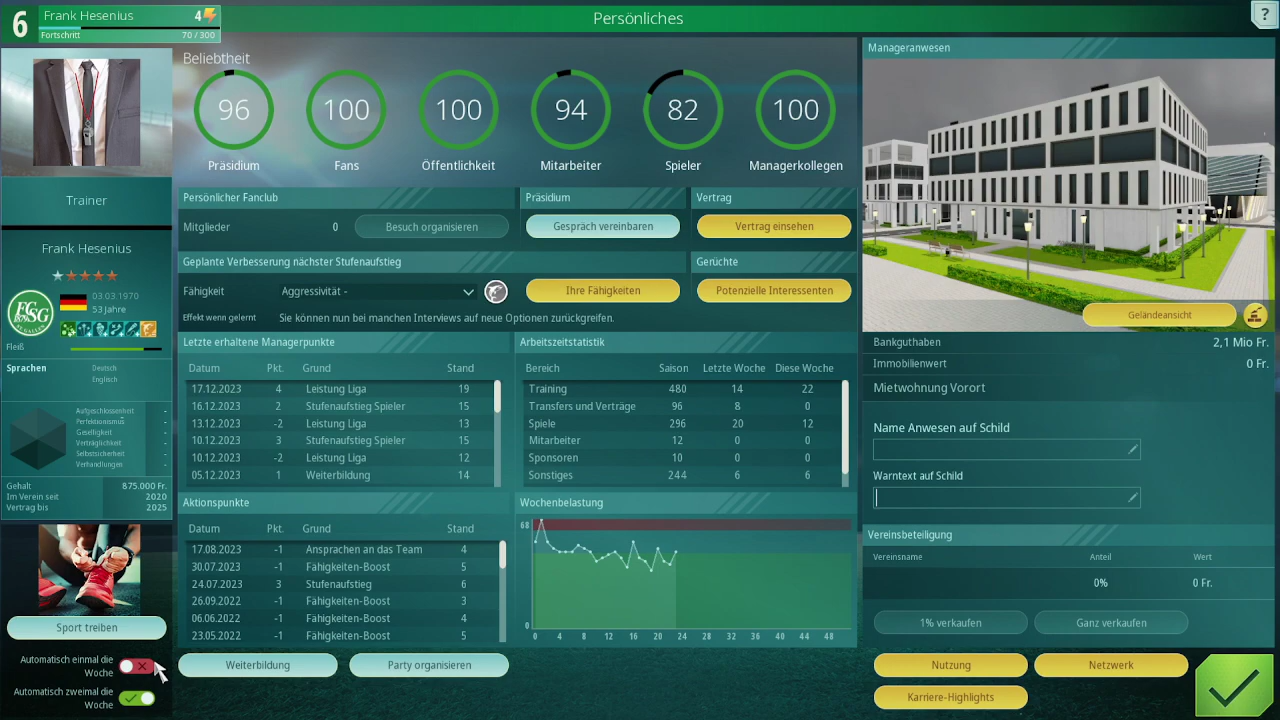 6
Frank Hesenius
4
Fortschritt
70 / 300
Persönliches
?
Beliebtheit
96
100
100
94
82
100
Präsidium
Fans
Öffentlichkeit
Mitarbeiter
Spieler
Managerkollegen
Trainer
Frank Hesenius
FCSG
03.03.1970
53 Jahre
Fleiß
Sprachen
Deutsch
Englisch
Aufgeschlossenheit -
Perfektionismus -
Geselligkeit -
Verträglichkeit -
Selbstsicherheit -
Verhandlungen -
Gehalt 875.000 Fr.
Im Verein seit 2020
Vertrag bis 2025
Sport treiben
Automatisch einmal die Woche
Automatisch zweimal die Woche
Persönlicher Fanclub
Mitglieder 0
Besuch organisieren
Präsidium
Gespräch vereinbaren
Vertrag
Vertrag einsehen
Geplante Verbesserung nächster Stufenaufstieg
Fähigkeit
Aggressivität -
Ihre Fähigkeiten
Effekt wenn gelernt
Sie können nun bei manchen Interviews auf neue Optionen zurückgreifen.
Gerüchte
Potenzielle Interessenten
Letzte erhaltene Managerpunkte
Datum Pkt. Grund Stand
17.12.2023 4 Leistung Liga 19
16.12.2023 2 Stufenaufstieg Spieler 15
13.12.2023 -2 Leistung Liga 13
10.12.2023 3 Stufenaufstieg Spieler 15
10.12.2023 -2 Leistung Liga 12
05.12.2023 1 Weiterbildung 14
Arbeitszeitstatistik
Bereich Saison Letzte Woche Diese Woche
Training 480 14 22
Transfers und Verträge 96 8 0
Spiele 296 20 12
Mitarbeiter 12 0 0
Sponsoren 10 0 0
Sonstiges 244 6 6
Aktionspunkte
Datum Pkt. Grund Stand
17.08.2023 -1 Ansprachen an das Team 4
30.07.2023 -1 Fähigkeiten-Boost 5
24.07.2023 3 Stufenaufstieg 6
26.09.2022 -1 Fähigkeiten-Boost 3
06.06.2022 -1 Fähigkeiten-Boost 4
23.05.2022 -1 Fähigkeiten-Boost 5
Wochenbelastung
68
0
0 4 8 12 16 20 24 28 32 36 40 44 48
Weiterbildung
Party organisieren
Manageranwesen
Geländeansicht
Bankguthaben 2,1 Mio Fr.
Immobilienwert 0 Fr.
Mietwohnung Vorort
Name Anwesen auf Schild
Warntext auf Schild
Vereinsbeteiligung
Vereinsname Anteil Wert
0% 0 Fr.
1% verkaufen
Ganz verkaufen
Nutzung
Netzwerk
Karriere-Highlights